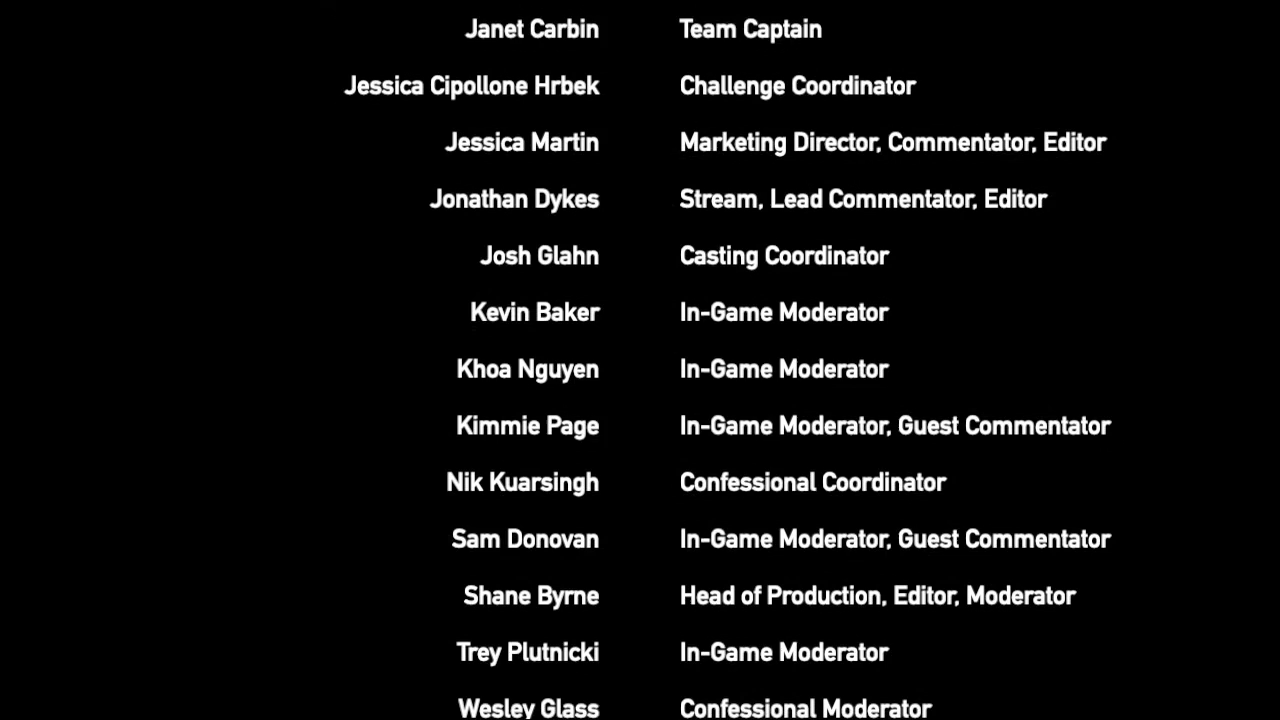 Janet Carbin Team Captain
Jessica Cipollone Hrbek Challenge Coordinator
Jessica Martin Marketing Director, Commentator, Editor
Jonathan Dykes Stream, Lead Commentator, Editor
Josh Glahn Casting Coordinator
Kevin Baker In-Game Moderator
Khoa Nguyen In-Game Moderator
Kimmie Page In-Game Moderator, Guest Commentator
Nik Kuarsingh Confessional Coordinator
Sam Donovan In-Game Moderator, Guest Commentator
Shane Byrne Head of Production, Editor, Moderator
Trey Plutnicki In-Game Moderator
Wesley Glass Confessional Moderator